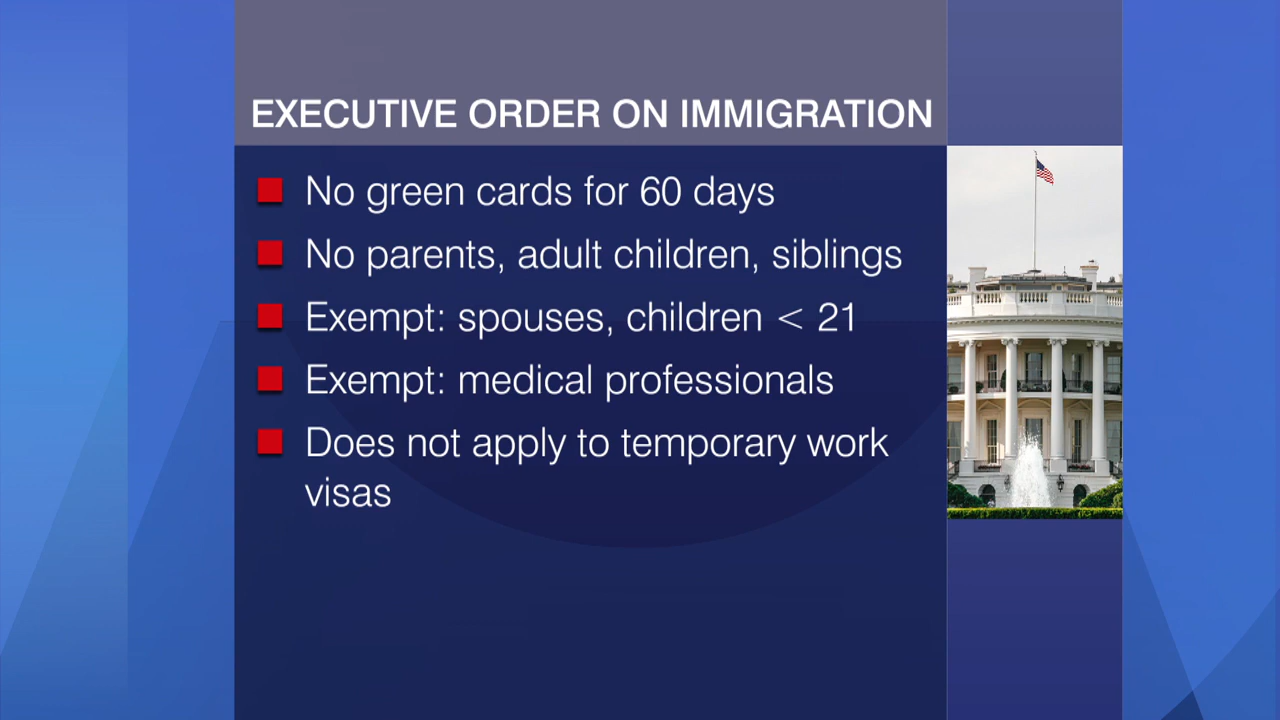 EXECUTIVE ORDER ON IMMIGRATION
No green cards for 60 days
No parents, adult children, siblings
Exempt: spouses, children < 21
Exempt: medical professionals
Does not apply to temporary work
visas